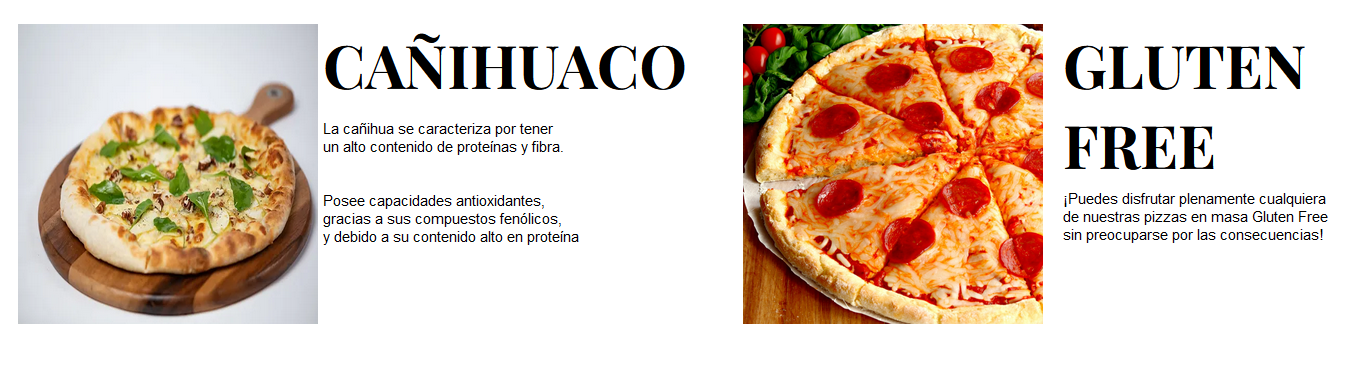 CAÑIHUACO
La cañihua se caracteriza por tener
un alto contenido de proteínas y fibra.
Posee capacidades antioxidantes,
gracias a sus compuestos fenólicos,
y debido a su contenido alto en proteína
GLUTEN
FREE
¡Puedes disfrutar plenamente cualquiera
de nuestras pizzas en masa Gluten Free
sin preocuparse por las consecuencias!